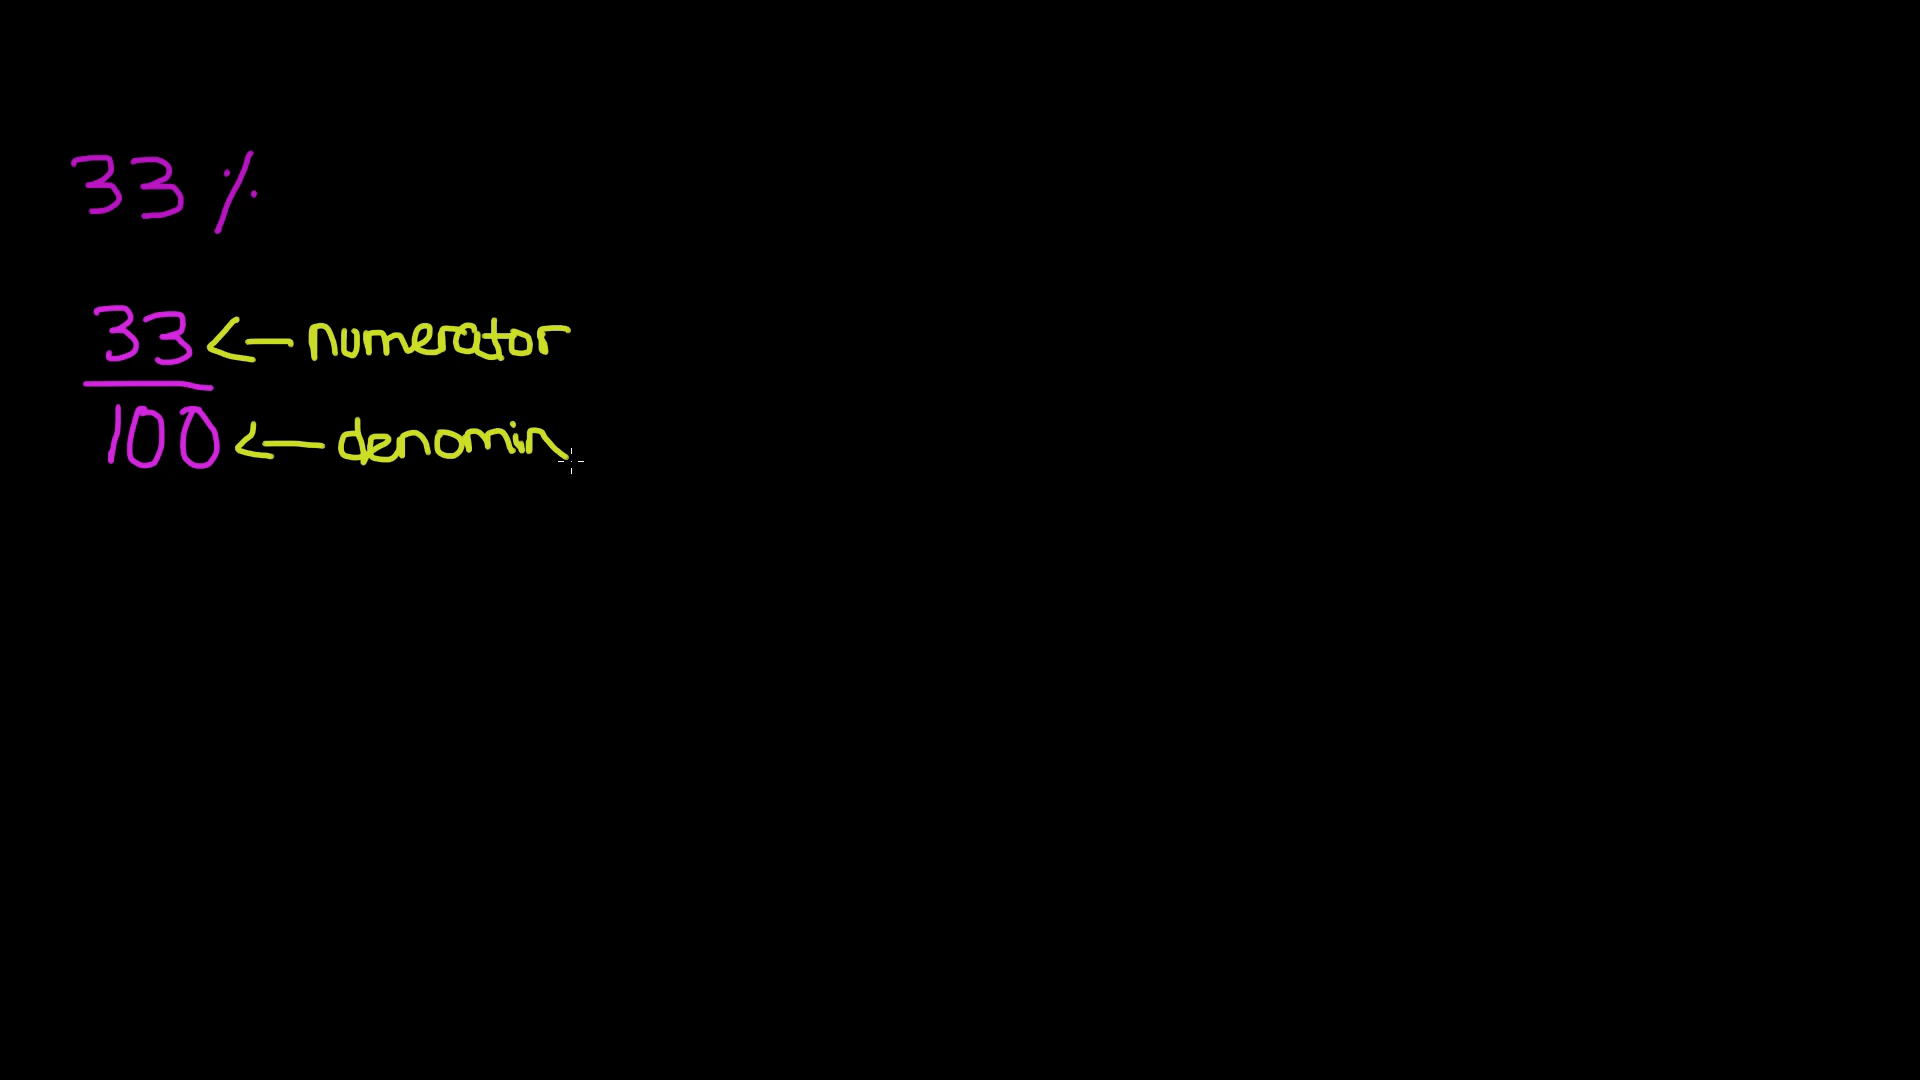 33 %
33 ← numerator
100 ← denomin